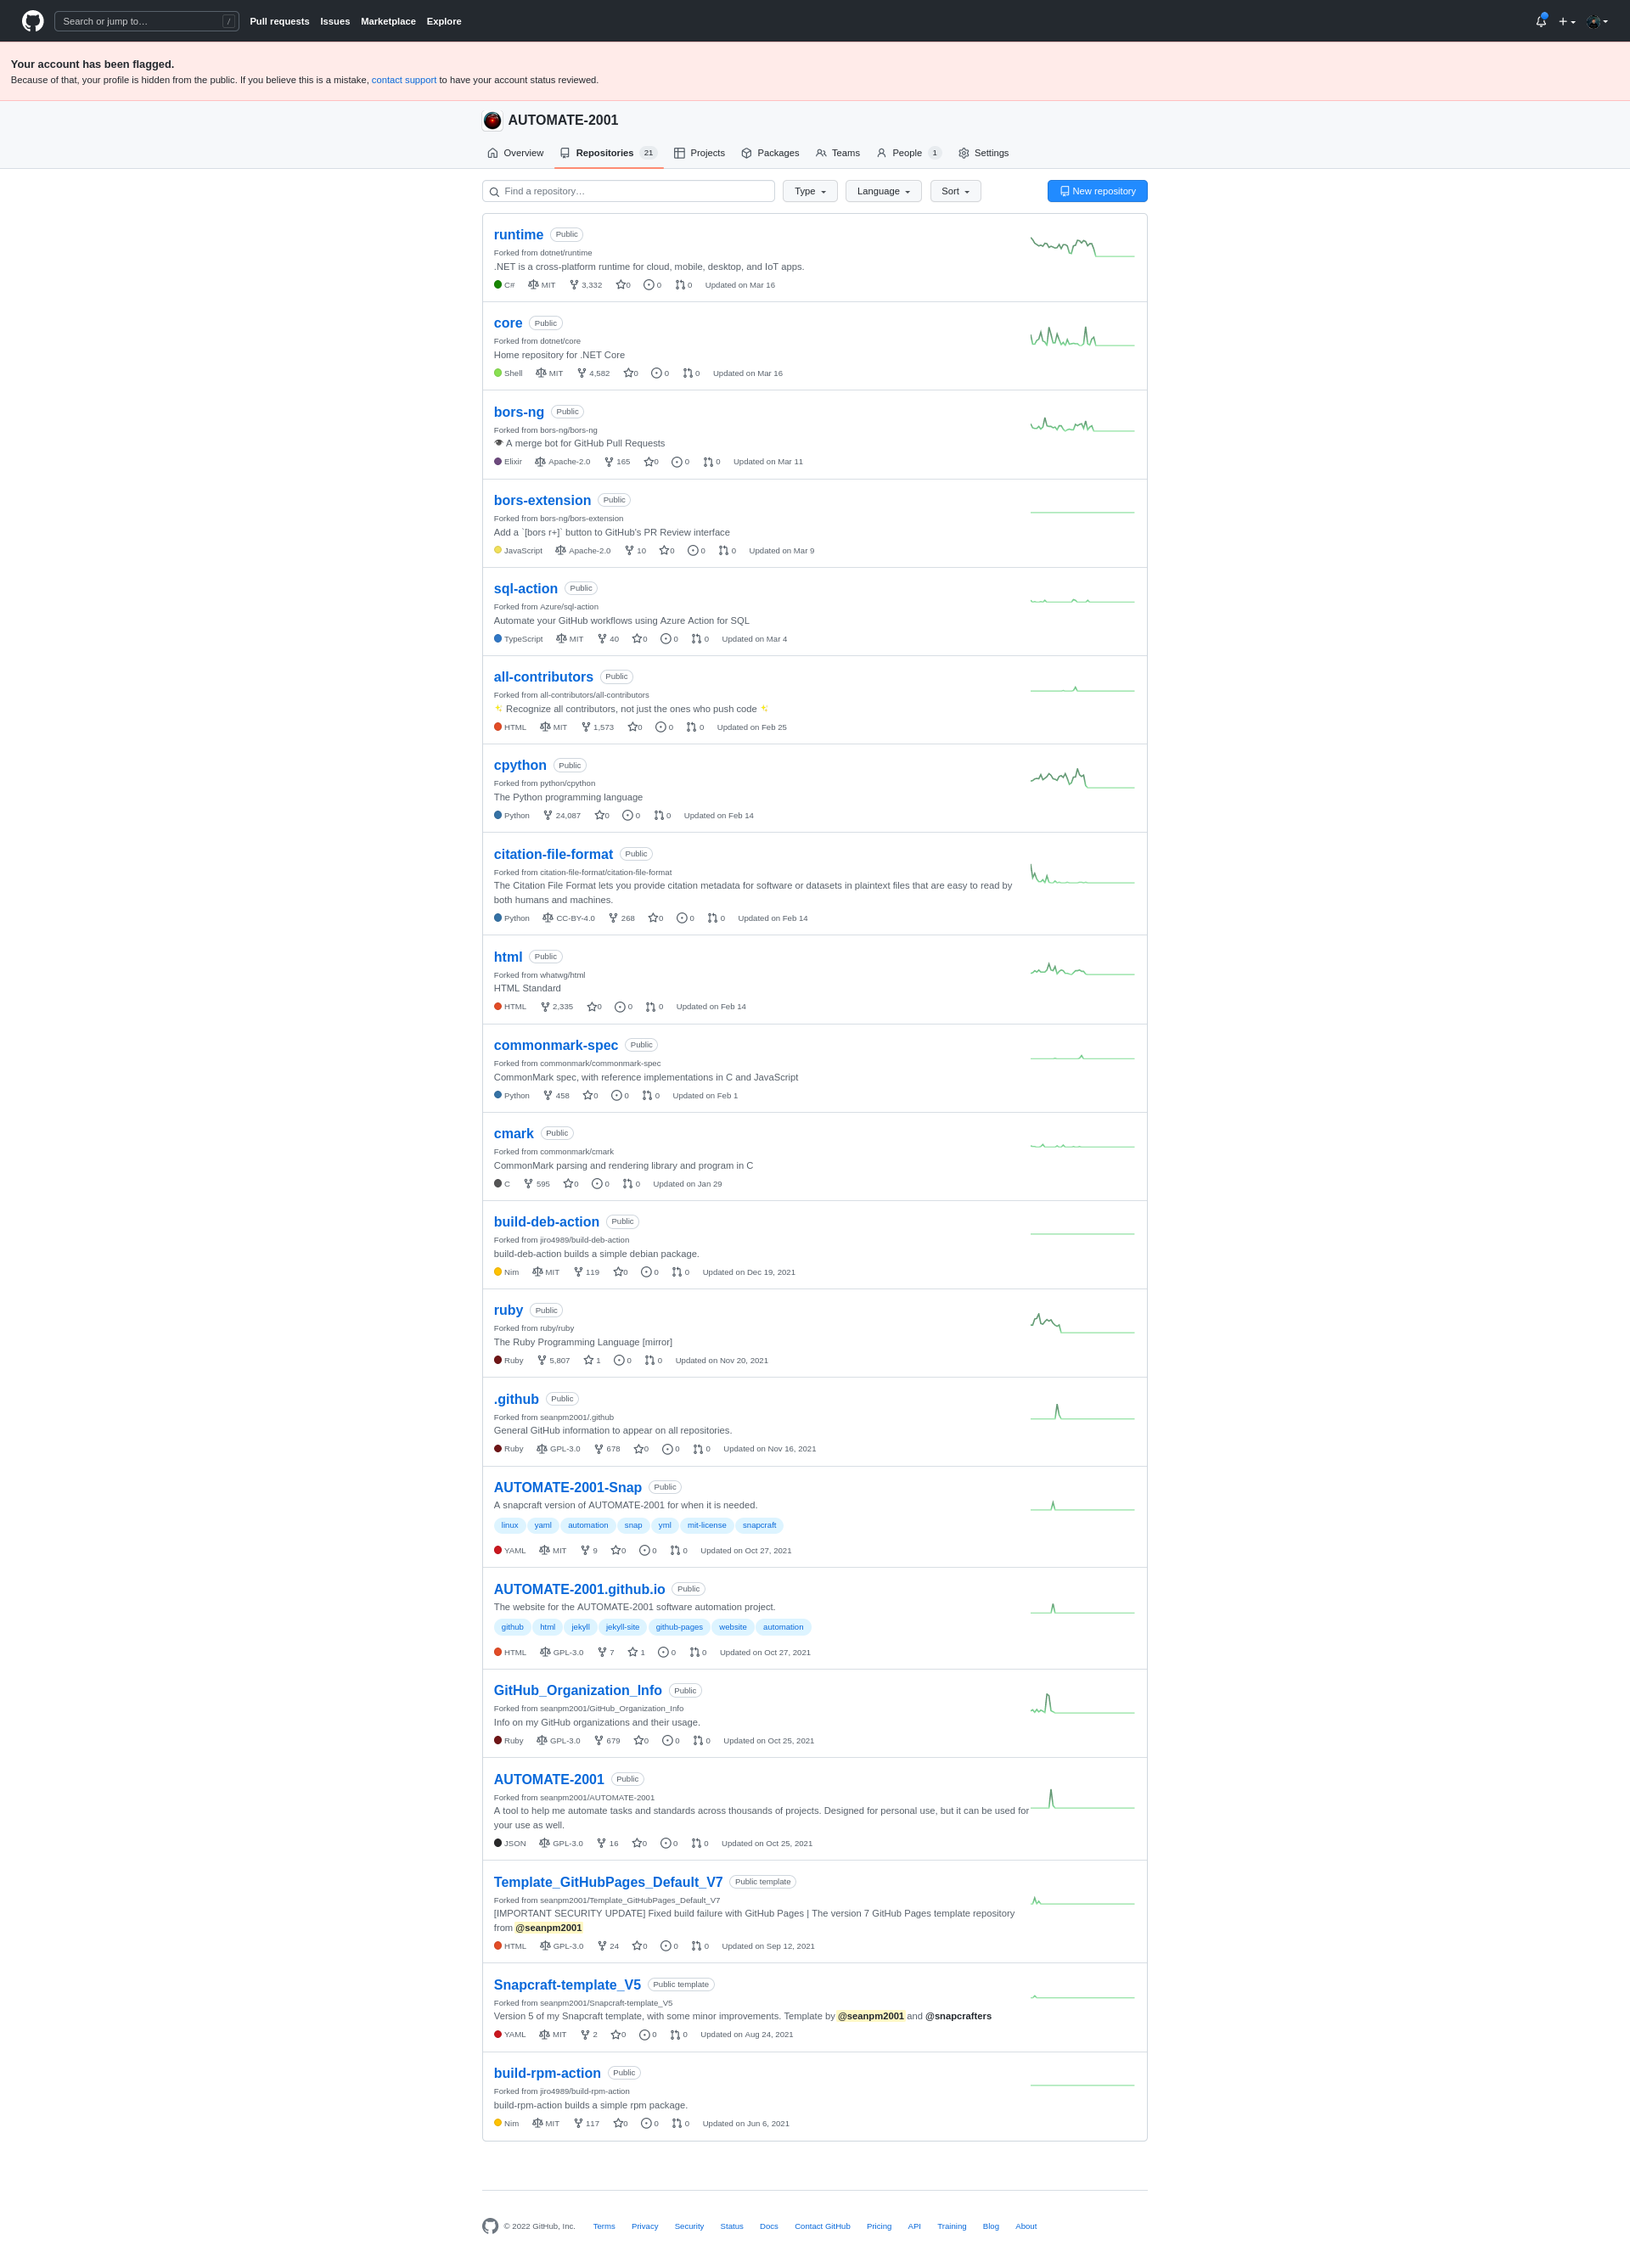 Search or jump to… / Pull requests Issues Marketplace Explore
Your account has been flagged.
Because of that, your profile is hidden from the public. If you believe this is a mistake, contact support to have your account status reviewed.
AUTOMATE-2001
Overview Repositories 21 Projects Packages Teams People 1 Settings
Find a repository… Type Language Sort New repository
runtime Public
Forked from dotnet/runtime
.NET is a cross-platform runtime for cloud, mobile, desktop, and IoT apps.
C# MIT 3,332 0 0 0 Updated on Mar 16
core Public
Forked from dotnet/core
Home repository for .NET Core
Shell MIT 4,582 0 0 0 Updated on Mar 16
bors-ng Public
Forked from bors-ng/bors-ng
A merge bot for GitHub Pull Requests
Elixir Apache-2.0 165 0 0 0 Updated on Mar 11
bors-extension Public
Forked from bors-ng/bors-extension
Add a `[bors r+]` button to GitHub's PR Review interface
JavaScript Apache-2.0 10 0 0 0 Updated on Mar 9
sql-action Public
Forked from Azure/sql-action
Automate your GitHub workflows using Azure Action for SQL
TypeScript MIT 40 0 0 0 Updated on Mar 4
all-contributors Public
Forked from all-contributors/all-contributors
✨ Recognize all contributors, not just the ones who push code ✨
HTML MIT 1,573 0 0 0 Updated on Feb 25
cpython Public
Forked from python/cpython
The Python programming language
Python 24,087 0 0 0 Updated on Feb 14
citation-file-format Public
Forked from citation-file-format/citation-file-format
The Citation File Format lets you provide citation metadata for software or datasets in plaintext files that are easy to read by
both humans and machines.
Python CC-BY-4.0 268 0 0 0 Updated on Feb 14
html Public
Forked from whatwg/html
HTML Standard
HTML 2,335 0 0 0 Updated on Feb 14
commonmark-spec Public
Forked from commonmark/commonmark-spec
CommonMark spec, with reference implementations in C and JavaScript
Python 458 0 0 0 Updated on Feb 1
cmark Public
Forked from commonmark/cmark
CommonMark parsing and rendering library and program in C
C 595 0 0 0 Updated on Jan 29
build-deb-action Public
Forked from jiro4989/build-deb-action
build-deb-action builds a simple debian package.
Nim MIT 119 0 0 0 Updated on Dec 19, 2021
ruby Public
Forked from ruby/ruby
The Ruby Programming Language [mirror]
Ruby 5,807 1 0 0 Updated on Nov 20, 2021
.github Public
Forked from seanpm2001/.github
General GitHub information to appear on all repositories.
Ruby GPL-3.0 678 0 0 0 Updated on Nov 16, 2021
AUTOMATE-2001-Snap Public
A snapcraft version of AUTOMATE-2001 for when it is needed.
linux yaml automation snap yml mit-license snapcraft
YAML MIT 9 0 0 0 Updated on Oct 27, 2021
AUTOMATE-2001.github.io Public
The website for the AUTOMATE-2001 software automation project.
github html jekyll jekyll-site github-pages website automation
HTML GPL-3.0 7 1 0 0 Updated on Oct 27, 2021
GitHub_Organization_Info Public
Forked from seanpm2001/GitHub_Organization_Info
Info on my GitHub organizations and their usage.
Ruby GPL-3.0 679 0 0 0 Updated on Oct 25, 2021
AUTOMATE-2001 Public
Forked from seanpm2001/AUTOMATE-2001
A tool to help me automate tasks and standards across thousands of projects. Designed for personal use, but it can be used for
your use as well.
JSON GPL-3.0 16 0 0 0 Updated on Oct 25, 2021
Template_GitHubPages_Default_V7 Public template
Forked from seanpm2001/Template_GitHubPages_Default_V7
[IMPORTANT SECURITY UPDATE] Fixed build failure with GitHub Pages | The version 7 GitHub Pages template repository
from @seanpm2001
HTML GPL-3.0 24 0 0 0 Updated on Sep 12, 2021
Snapcraft-template_V5 Public template
Forked from seanpm2001/Snapcraft-template_V5
Version 5 of my Snapcraft template, with some minor improvements. Template by @seanpm2001 and @snapcrafters
YAML MIT 2 0 0 0 Updated on Aug 24, 2021
build-rpm-action Public
Forked from jiro4989/build-rpm-action
build-rpm-action builds a simple rpm package.
Nim MIT 117 0 0 0 Updated on Jun 6, 2021
© 2022 GitHub, Inc. Terms Privacy Security Status Docs Contact GitHub Pricing API Training Blog About